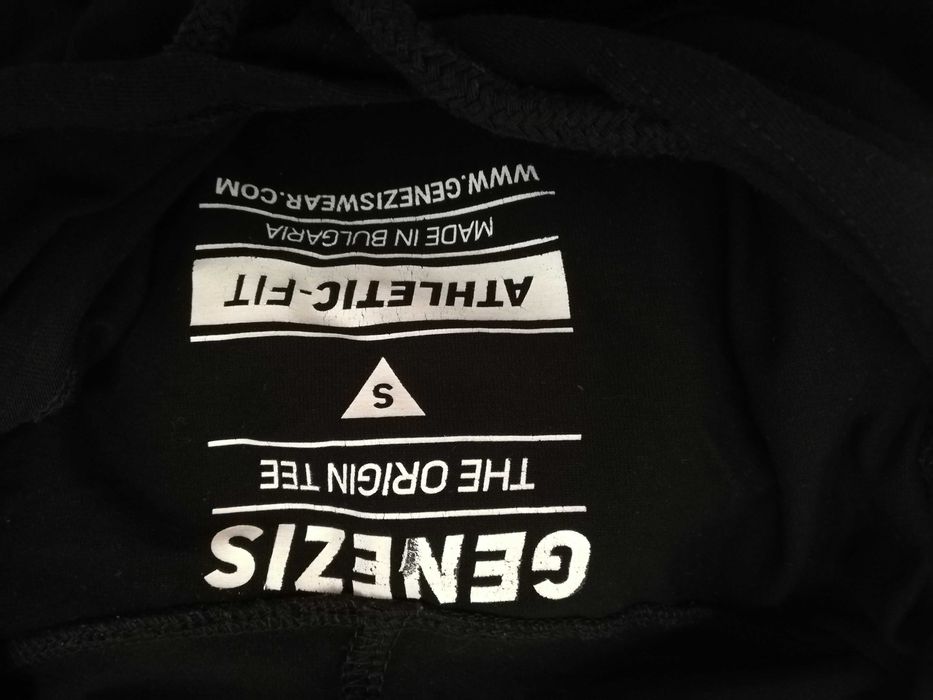 GENEZIS
THE ORIGIN TEE
S
ATHLETIC-FIT
MADE IN BULGARIA
WWW.GENEZISWEAR.COM